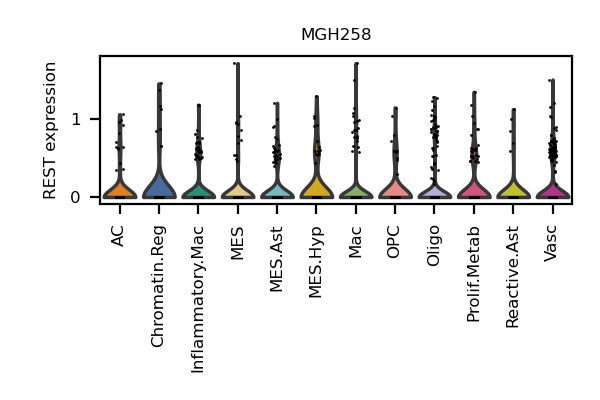 MGH258
REST expression
1
0
AC
Chromatin.Reg
Inflammatory.Mac
MES
MES.Ast
MES.Hyp
Mac
OPC
Oligo
Prolif.Metab
Reactive.Ast
Vasc